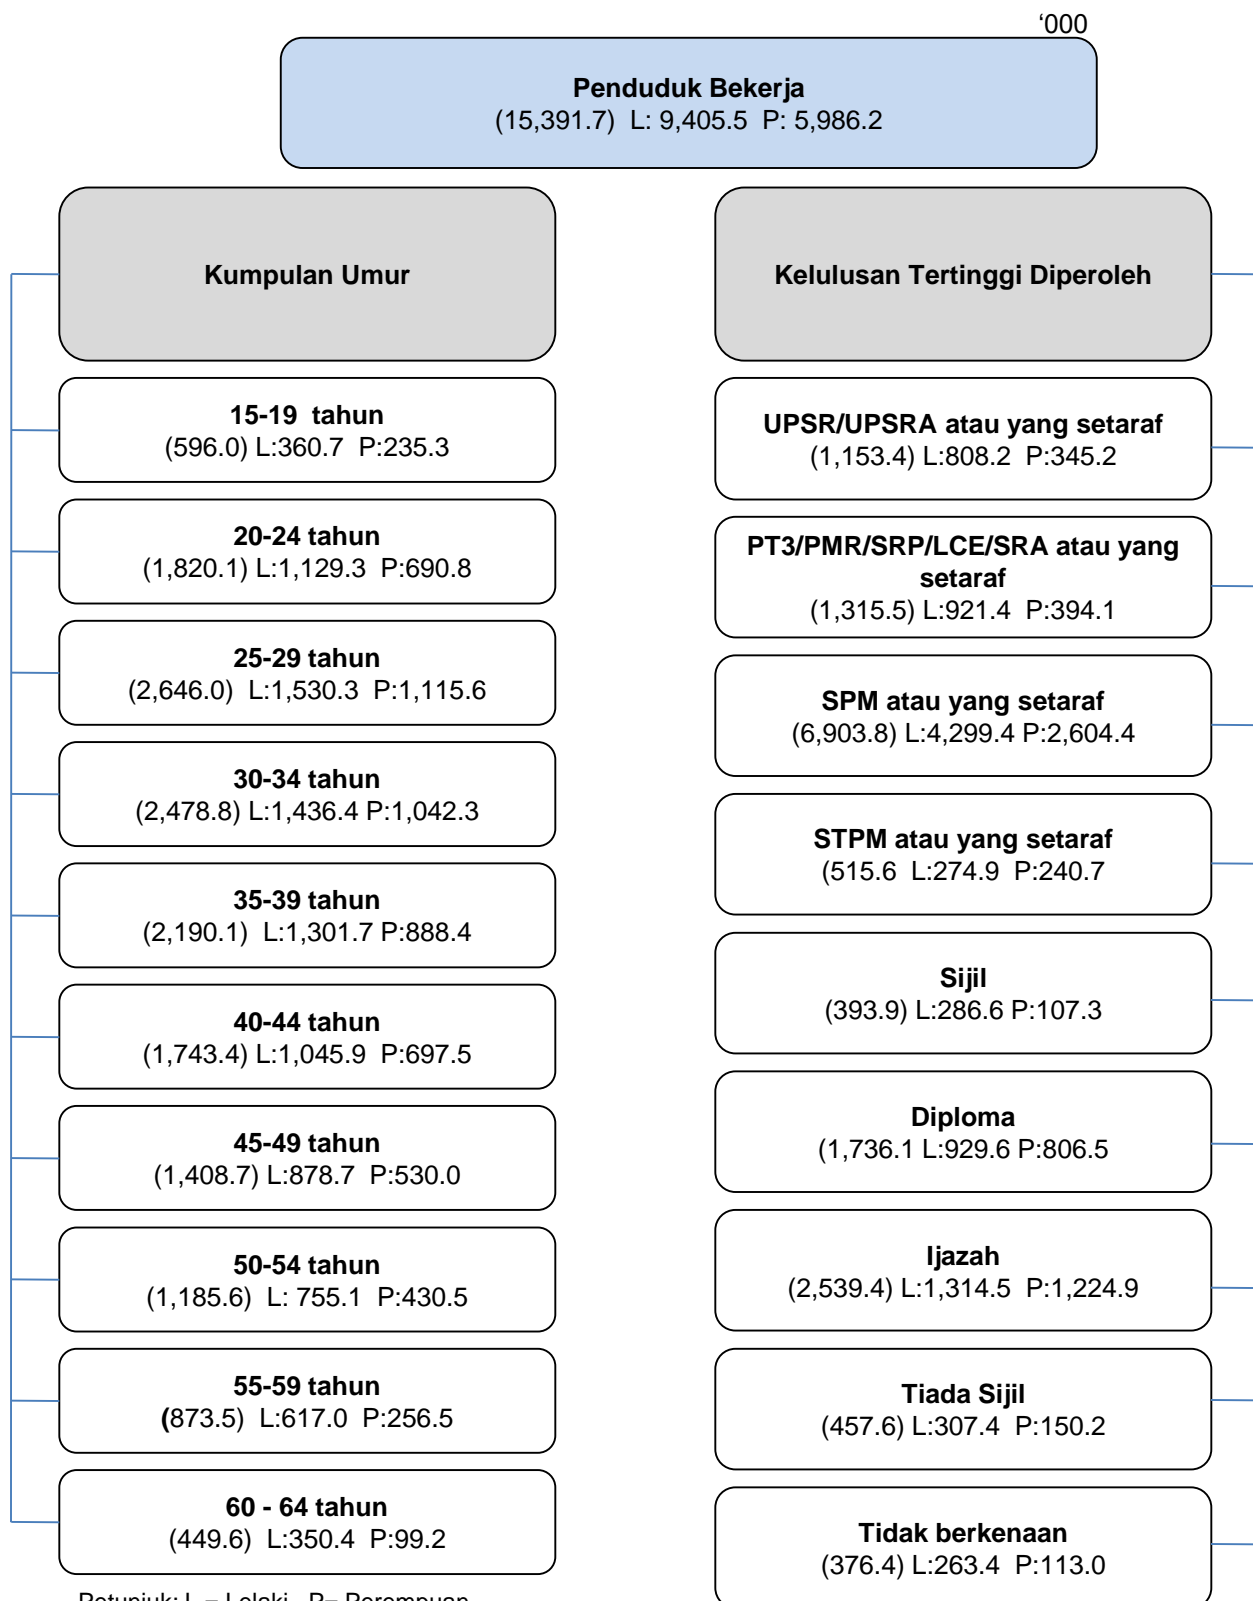 ‘000
Penduduk Bekerja
(15,391.7) L: 9,405.5 P: 5,986.2
Kumpulan Umur
15-19 tahun
(596.0) L:360.7 P:235.3
20-24 tahun
(1,820.1) L:1,129.3 P:690.8
25-29 tahun
(2,646.0) L:1,530.3 P:1,115.6
30-34 tahun
(2,478.8) L:1,436.4 P:1,042.3
35-39 tahun
(2,190.1) L:1,301.7 P:888.4
40-44 tahun
(1,743.4) L:1,045.9 P:697.5
45-49 tahun
(1,408.7) L:878.7 P:530.0
50-54 tahun
(1,185.6) L: 755.1 P:430.5
55-59 tahun
(873.5) L:617.0 P:256.5
60 - 64 tahun
(449.6) L:350.4 P:99.2
Petunjuk: L = Lelaki P= Perempuan
Kelulusan Tertinggi Diperoleh
UPSR/UPSRA atau yang setaraf
(1,153.4) L:808.2 P:345.2
PT3/PMR/SRP/LCE/SRA atau yang
setaraf
(1,315.5) L:921.4 P:394.1
SPM atau yang setaraf
(6,903.8) L:4,299.4 P:2,604.4
STPM atau yang setaraf
(515.6 L:274.9 P:240.7
Sijil
(393.9) L:286.6 P:107.3
Diploma
(1,736.1 L:929.6 P:806.5
Ijazah
(2,539.4) L:1,314.5 P:1,224.9
Tiada Sijil
(457.6) L:307.4 P:150.2
Tidak berkenaan
(376.4) L:263.4 P:113.0